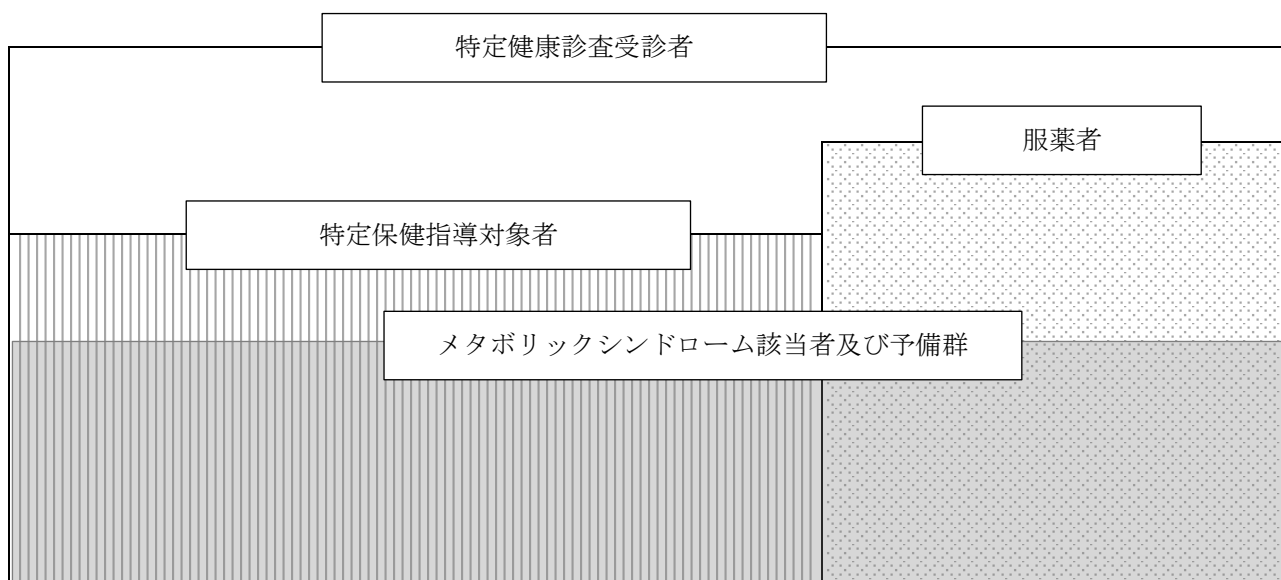 特定健康診査受診者
服薬者
特定保健指導対象者
メタボリックシンドローム該当者及び予備群